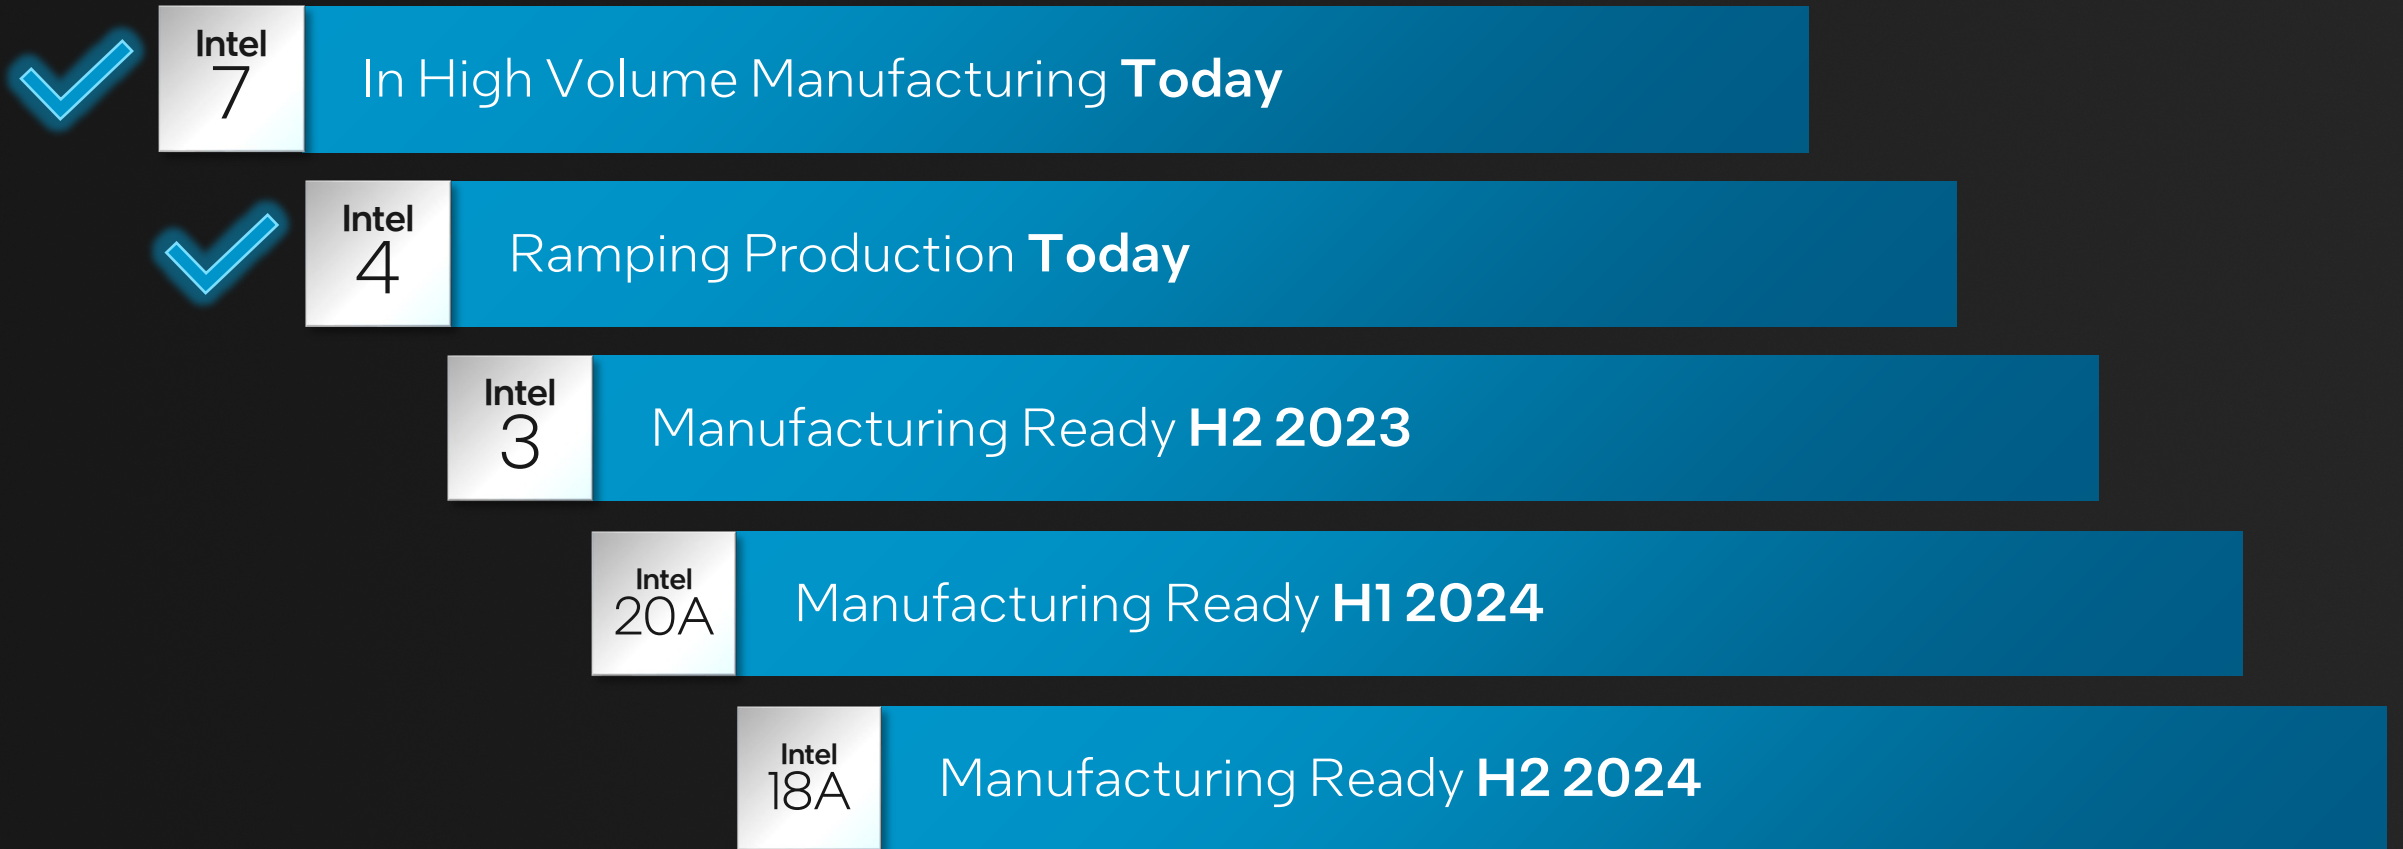 Intel
7
In High Volume Manufacturing Today
Intel
4
Ramping Production Today
Intel
3
Manufacturing Ready H2 2023
Intel
20A
Manufacturing Ready H1 2024
Intel
18A
Manufacturing Ready H2 2024